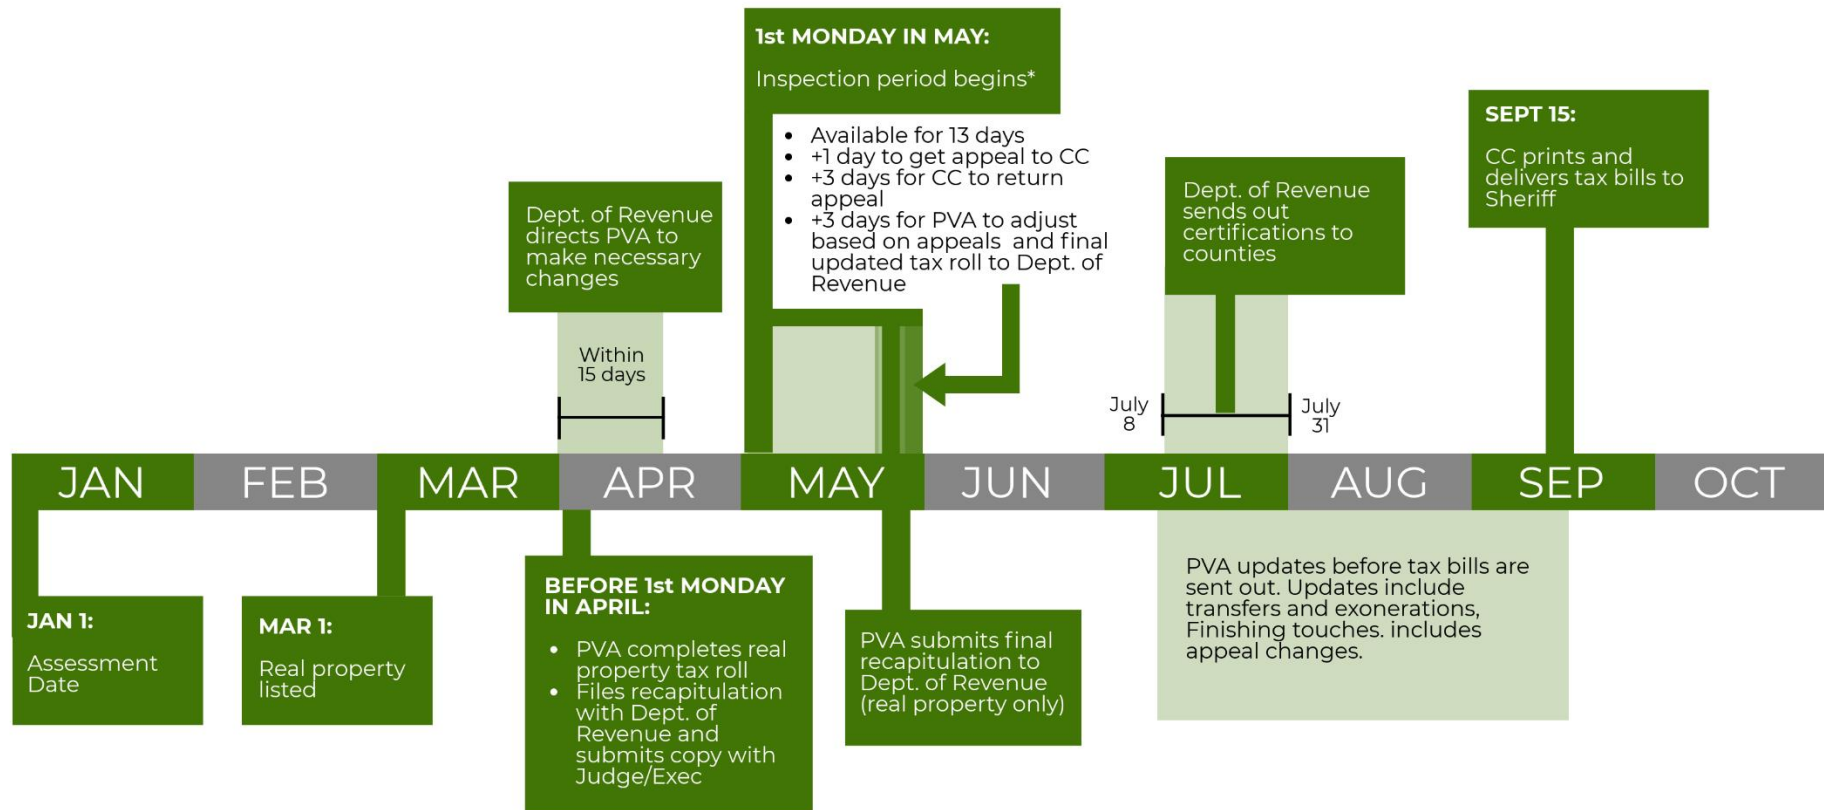 1st MONDAY IN MAY:
Inspection period begins*
• Available for 13 days
• +1 day to get appeal to CC
• +3 days for CC to return
appeal
• +3 days for PVA to adjust
based on appeals and final
updated tax roll to Dept. of
Revenue
Dept. of Revenue
directs PVA to
make necessary
changes
Within
15 days
Dept. of Revenue
sends out
certifications to
counties
July
8
July
31
SEPT 15:
CC prints and
delivers tax bills to
Sheriff
JAN FEB MAR APR MAY JUN JUL AUG SEP OCT
JAN 1:
Assessment
Date
MAR 1:
Real property
listed
BEFORE 1st MONDAY
IN APRIL:
• PVA completes real
property tax roll
• Files recapitulation
with Dept. of
Revenue and
submits copy with
Judge/Exec
PVA submits final
recapitulation to
Dept. of Revenue
(real property only)
PVA updates before tax bills are
sent out. Updates include
transfers and exonerations,
Finishing touches. includes
appeal changes.